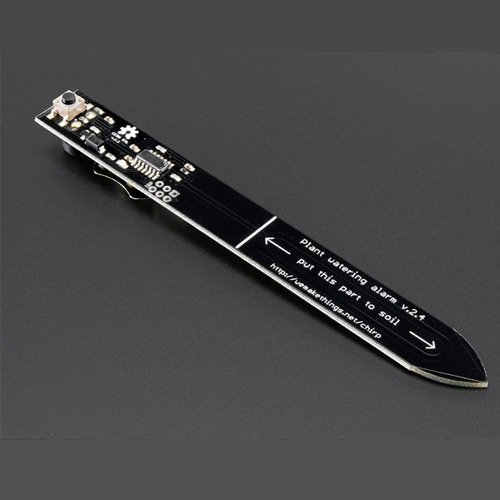 Plant watering alarm v.2.4
put this part to soil
http://wemakethings.net/chirp